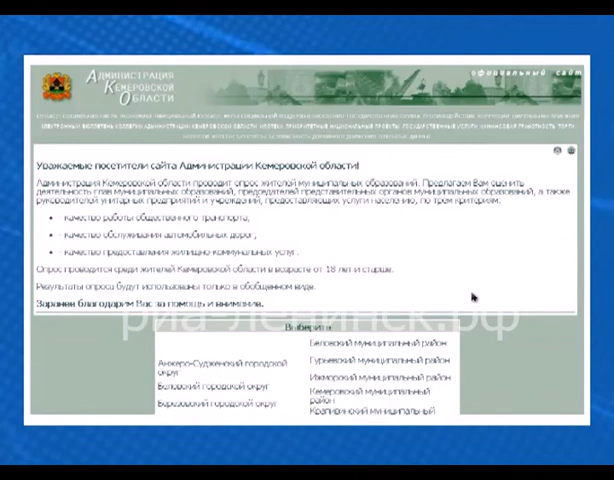 официальный сайт
Администрация
Кемеровской
Области
Уважаемые посетители сайта Администрации Кемеровской области!
Администрация Кемеровской области проводит опрос жителей муниципальных образований. Предлагаем Вам оценить
деятельность глав муниципальных образований, председателей представительных органов муниципальных образований, а также
руководителей унитарных предприятий и учреждений, предоставляющих услуги населению, по трем критериям:
- качество работы общественного транспорта;
- качество обслуживания автомобильных дорог;
- качество предоставления жилищно-коммунальных услуг.
Опрос проводится среди жителей Кемеровской области в возрасте от 18 лет и старше.
Результаты опроса будут использованы только в обобщенном виде.
Заранее благодарим Вас за помощь и внимание.
риа-ленинск.рф
Выберите
Анжеро-Судженский городской
округ
Беловский городской округ
Березовский городской округ
Беловский муниципальный район
Гурьевский муниципальный район
Ижморский муниципальный район
Кемеровский муниципальный
район
Крапивинский муниципальный